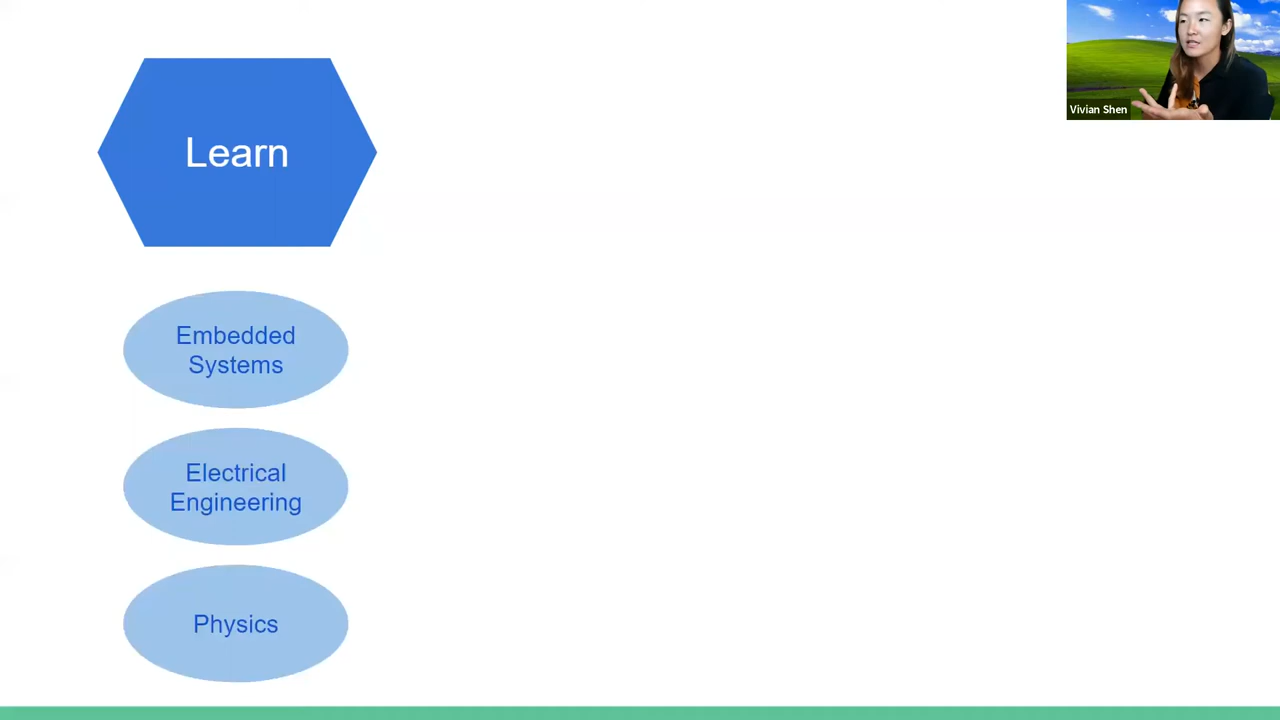 Learn
Vivian Shen
Embedded
Systems
Electrical
Engineering
Physics